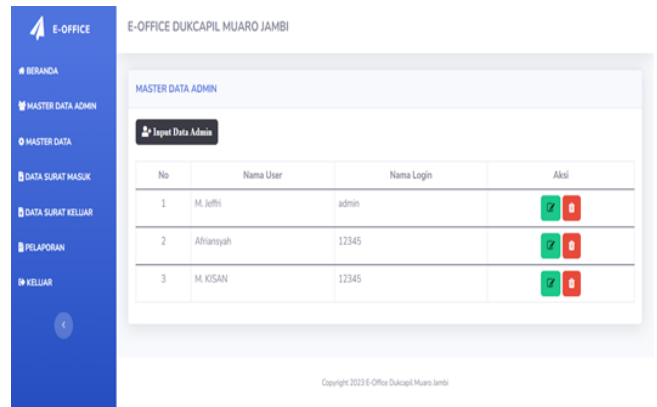 E-OFFICE
E-OFFICE DUKCAPIL MUARO JAMBI
BERANDA
MASTER DATA ADMIN
MASTER DATA
DATA SURAT MASUK
DATA SURAT KELUAR
PELAPORAN
KELUAR
MASTER DATA ADMIN
Input Data Admin
No Nama User Nama Login Aksi
1 M. Jeffri admin
2 Afriansyah 12345
3 M. KISAN 12345
Copyright 2023 E-Office Dukcapil Muaro Jambi